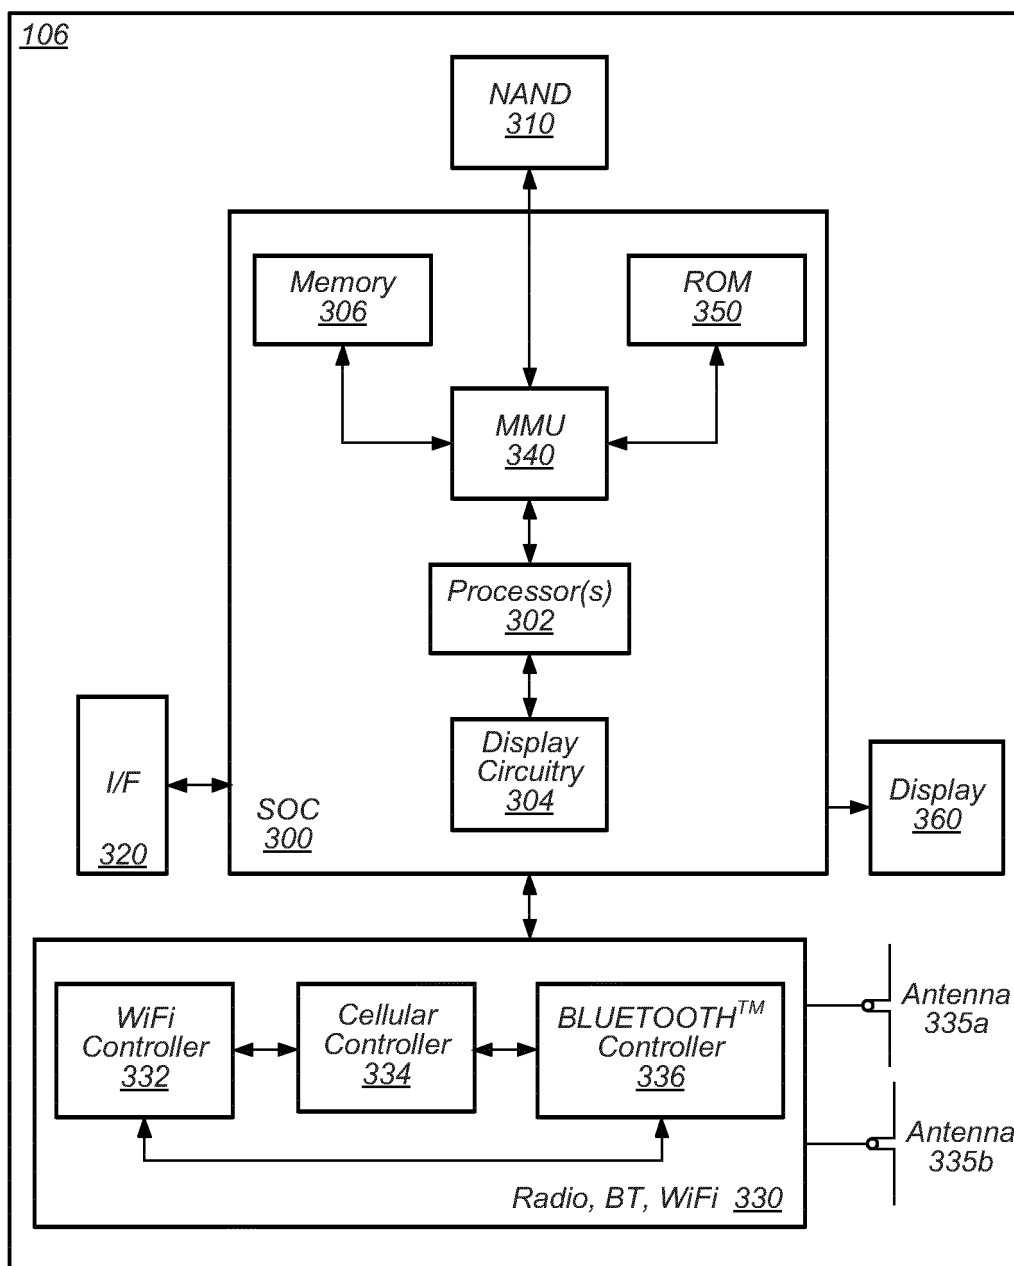 106
NAND
310
Memory
306
ROM
350
MMU
340
Processor(s)
302
Display
Circuitry
304
SOC
300
I/F
320
Display
360
WiFi
Controller
332
Cellular
Controller
334
BLUETOOTH™
Controller
336
Antenna
335a
Antenna
335b
Radio, BT, WiFi 330